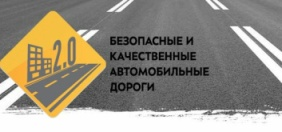 2.0
БЕЗОПАСНЫЕ И
КАЧЕСТВЕННЫЕ
АВТОМОБИЛЬНЫЕ
ДОРОГИ